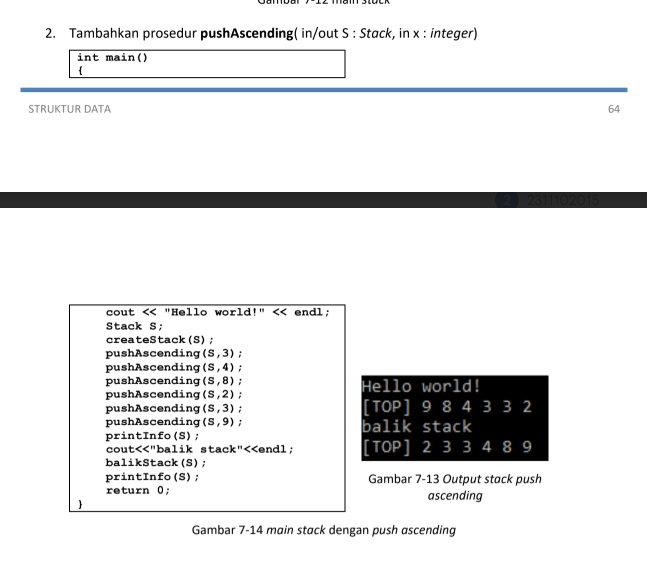 Gambar 7-12 main stack
2. Tambahkan prosedur pushAscending( in/out S : Stack, in x : integer)
int main()
{
STRUKTUR DATA 64
2311102015
cout << "Hello world!" << endl;
Stack S;
createStack(S);
pushAscending(S,3);
pushAscending(S,4);
pushAscending(S,8);
pushAscending(S,2);
pushAscending(S,3);
pushAscending(S,9);
printInfo(S);
cout<<"balik stack"<<endl;
balikStack(S);
printInfo(S);
return 0;
}
Hello world!
[TOP] 9 8 4 3 3 2
balik stack
[TOP] 2 3 3 4 8 9
Gambar 7-13 Output stack push
ascending
Gambar 7-14 main stack dengan push ascending